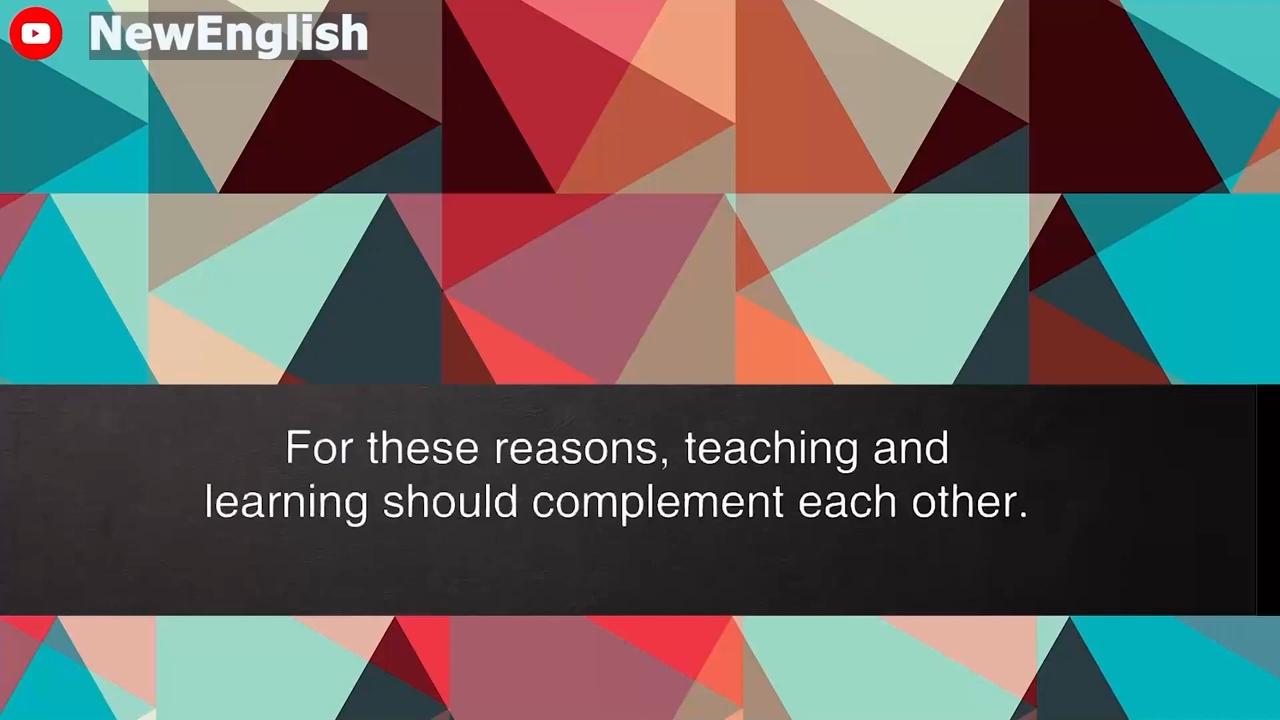 NewEnglish
For these reasons, teaching and
learning should complement each other.